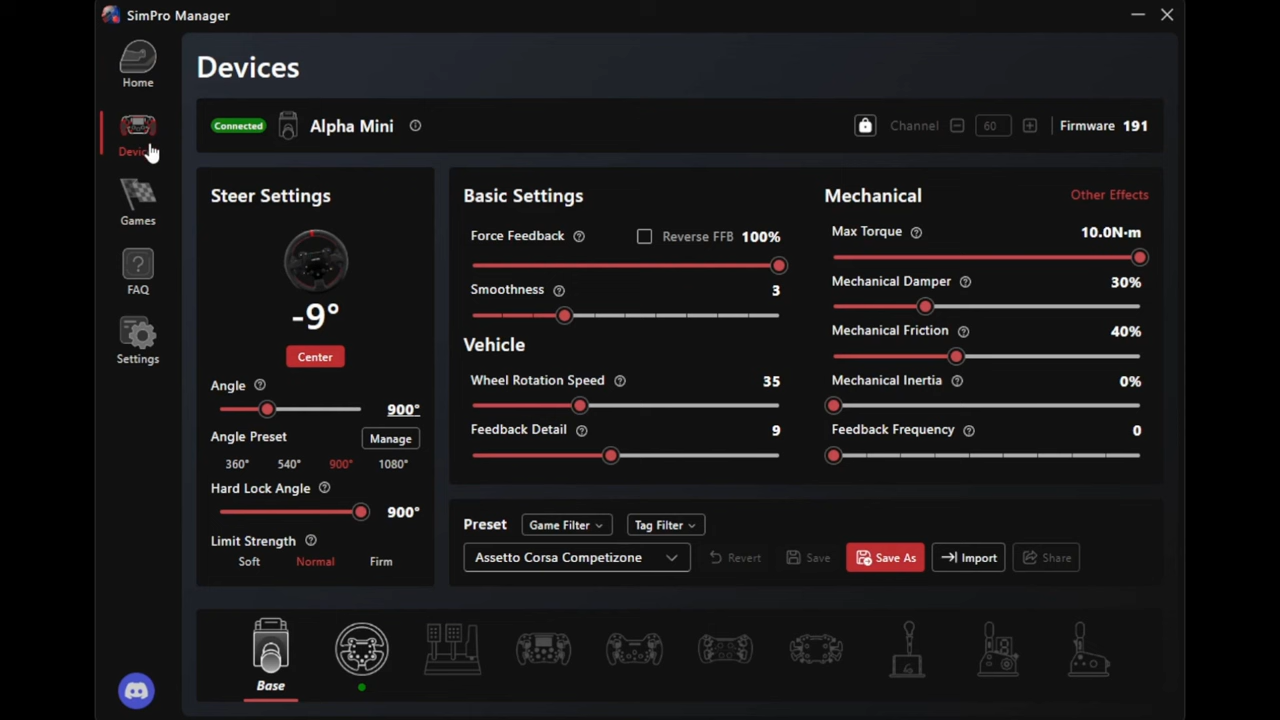 SimPro Manager
Home
Devices
Games
FAQ
Settings
Devices
Connected Alpha Mini
Channel 60 Firmware 191
Steer Settings
-9°
Center
Angle 900°
Angle Preset Manage
360° 540° 900° 1080°
Hard Lock Angle
900°
Limit Strength
Soft Normal Firm
Basic Settings
Force Feedback Reverse FFB 100%
Smoothness 3
Vehicle
Wheel Rotation Speed 35
Feedback Detail 9
Mechanical Other Effects
Max Torque 10.0N·m
Mechanical Damper 30%
Mechanical Friction 40%
Mechanical Inertia 0%
Feedback Frequency 0
Preset Game Filter Tag Filter
Assetto Corsa Competizone Revert Save Save As Import Share
Base